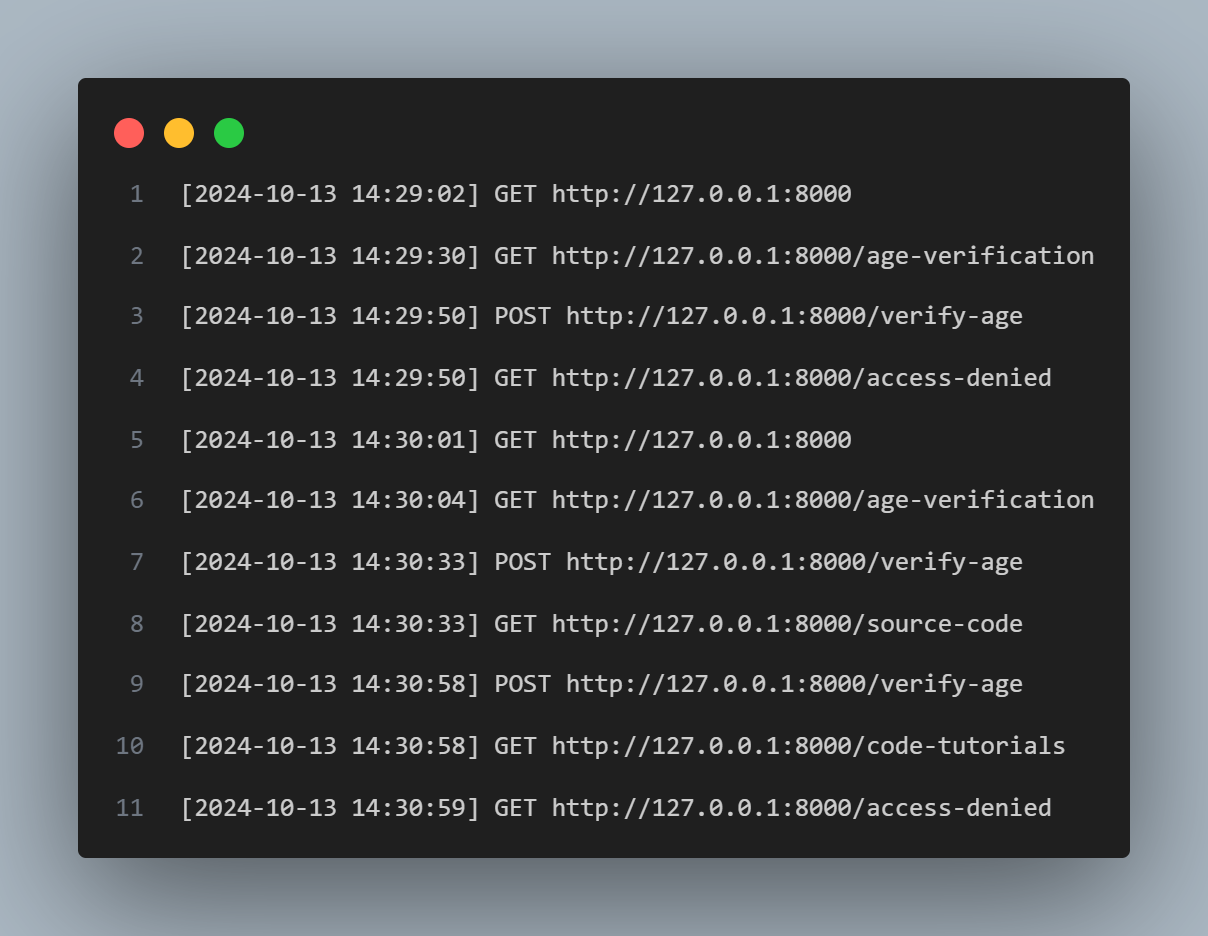 1 [2024-10-13 14:29:02] GET http://127.0.0.1:8000
2 [2024-10-13 14:29:30] GET http://127.0.0.1:8000/age-verification
3 [2024-10-13 14:29:50] POST http://127.0.0.1:8000/verify-age
4 [2024-10-13 14:29:50] GET http://127.0.0.1:8000/access-denied
5 [2024-10-13 14:30:01] GET http://127.0.0.1:8000
6 [2024-10-13 14:30:04] GET http://127.0.0.1:8000/age-verification
7 [2024-10-13 14:30:33] POST http://127.0.0.1:8000/verify-age
8 [2024-10-13 14:30:33] GET http://127.0.0.1:8000/source-code
9 [2024-10-13 14:30:58] POST http://127.0.0.1:8000/verify-age
10 [2024-10-13 14:30:58] GET http://127.0.0.1:8000/code-tutorials
11 [2024-10-13 14:30:59] GET http://127.0.0.1:8000/access-denied